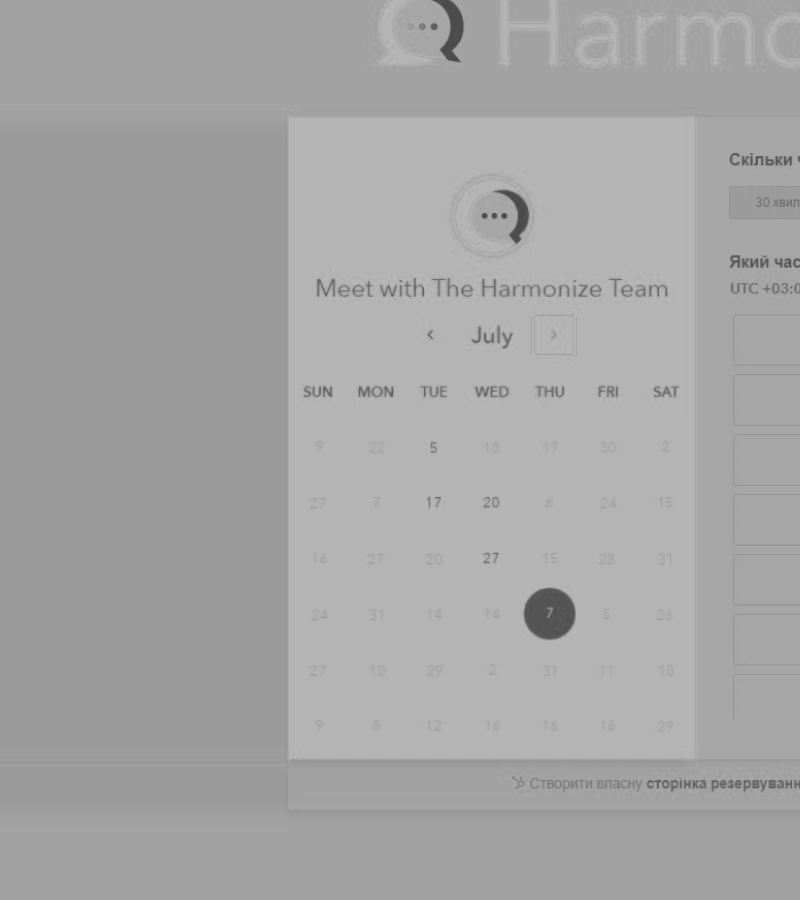 Harmo
Meet with The Harmonize Team
July
SUN MON TUE WED THU FRI SAT
9 22 5 18 17 30 2
27 7 17 20 6 24 15
16 27 20 27 15 28 31
24 31 14 14 7 5 26
27 10 29 2 31 11 10
9 8 12 16 16 16 29
Скільки ч
30 хвил
Який час
UTC +03:0
Створити власну сторінка резервуванн